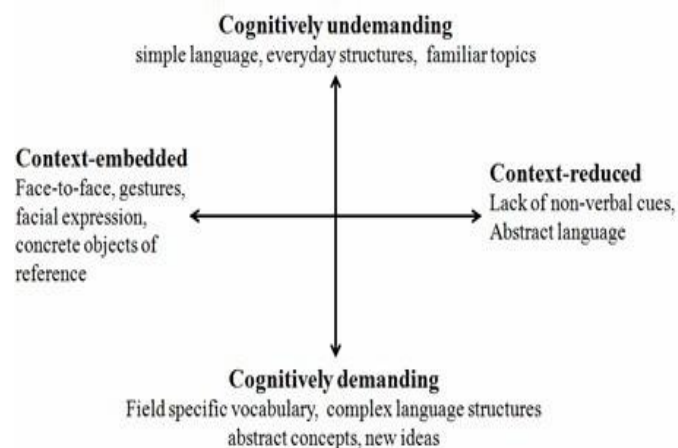 Cognitively undemanding
simple language, everyday structures, familiar topics
Context-embedded
Face-to-face, gestures,
facial expression,
concrete objects of
reference
Context-reduced
Lack of non-verbal cues,
Abstract language
Cognitively demanding
Field specific vocabulary, complex language structures
abstract concepts, new ideas